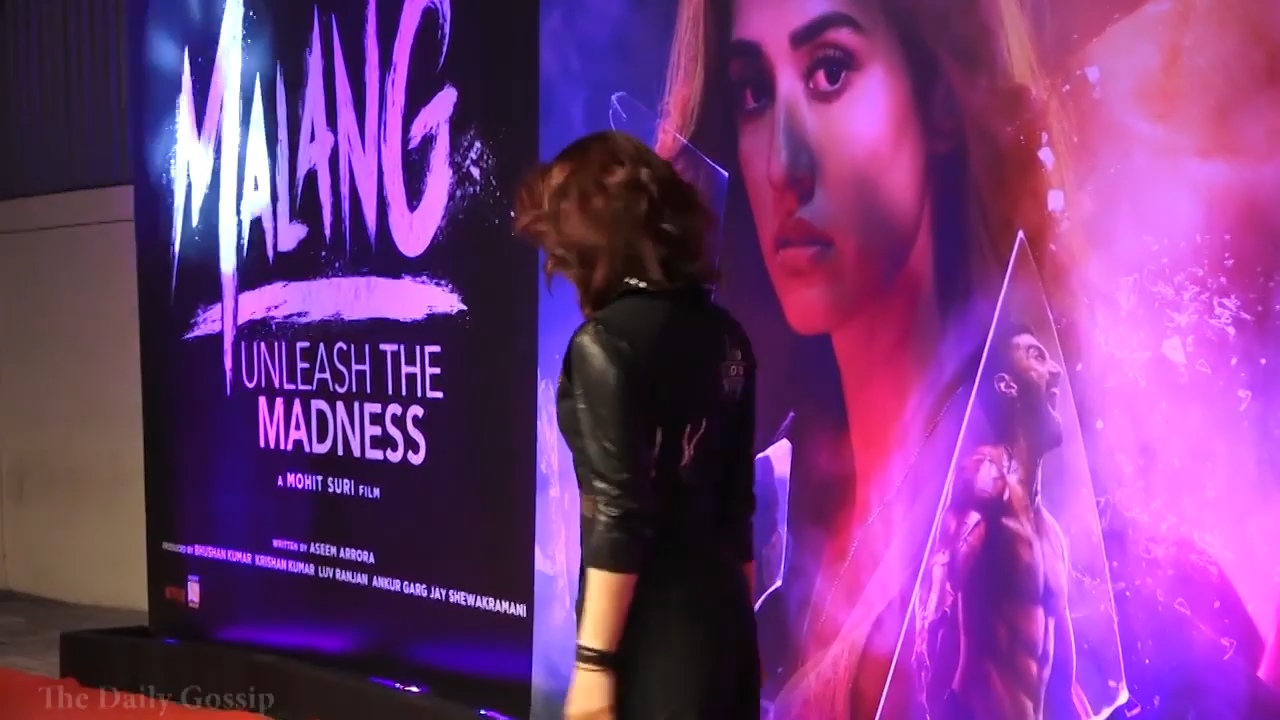 MALANG
UNLEASH THE
MADNESS
A MOHIT SURI FILM
WRITTEN BY ASEEM ARRORA
PRODUCED BY BHUSHAN KUMAR KRISHAN KUMAR LUV RANJAN ANKUR GARG JAY SHEWAKRAMANI
09
The Daily Gossip